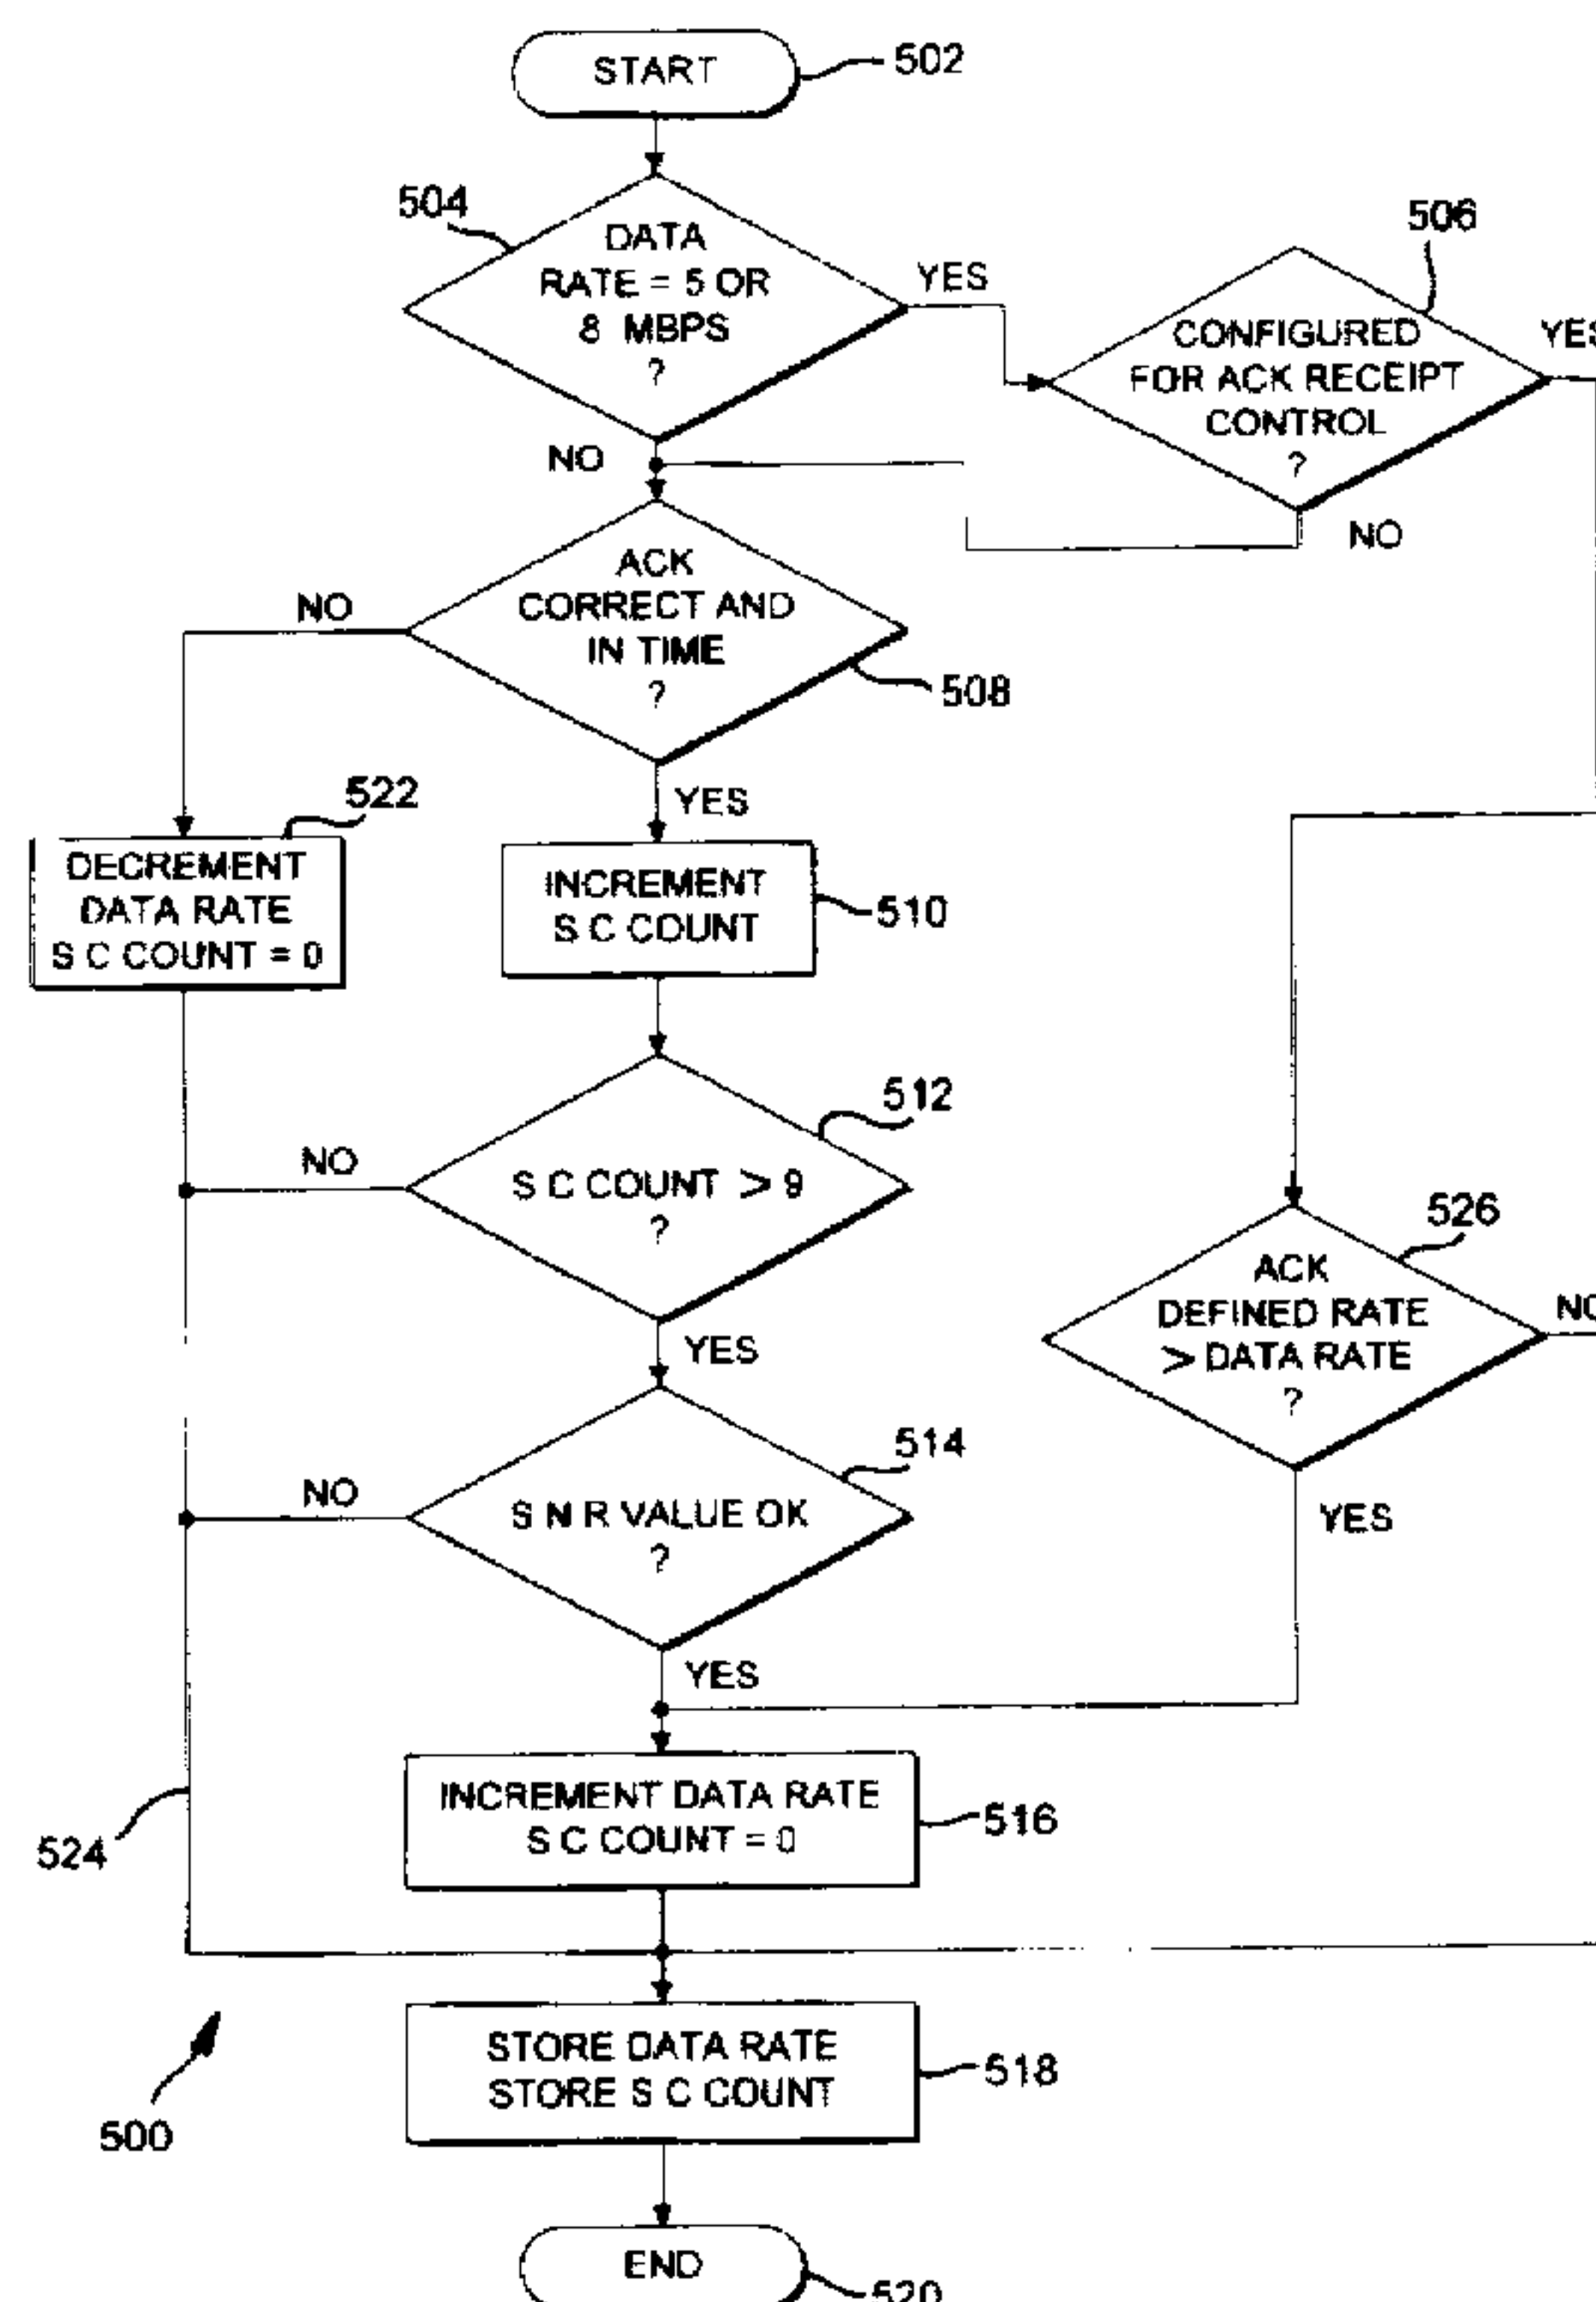 START
502
504
DATA
RATE = 5 OR
8 MBPS
?
YES
NO
506
CONFIGURED
FOR ACK RECEIPT
CONTROL
?
YES
NO
ACK
CORRECT AND
IN TIME
?
508
NO
YES
522
DECREMENT
DATA RATE
S C COUNT = 0
INCREMENT
S C COUNT
510
512
S C COUNT > 9
?
NO
YES
526
ACK
DEFINED RATE
> DATA RATE
?
NO
YES
514
S N R VALUE OK
?
NO
YES
INCREMENT DATA RATE
S C COUNT = 0
516
524
STORE DATA RATE
STORE S C COUNT
518
500
END
520